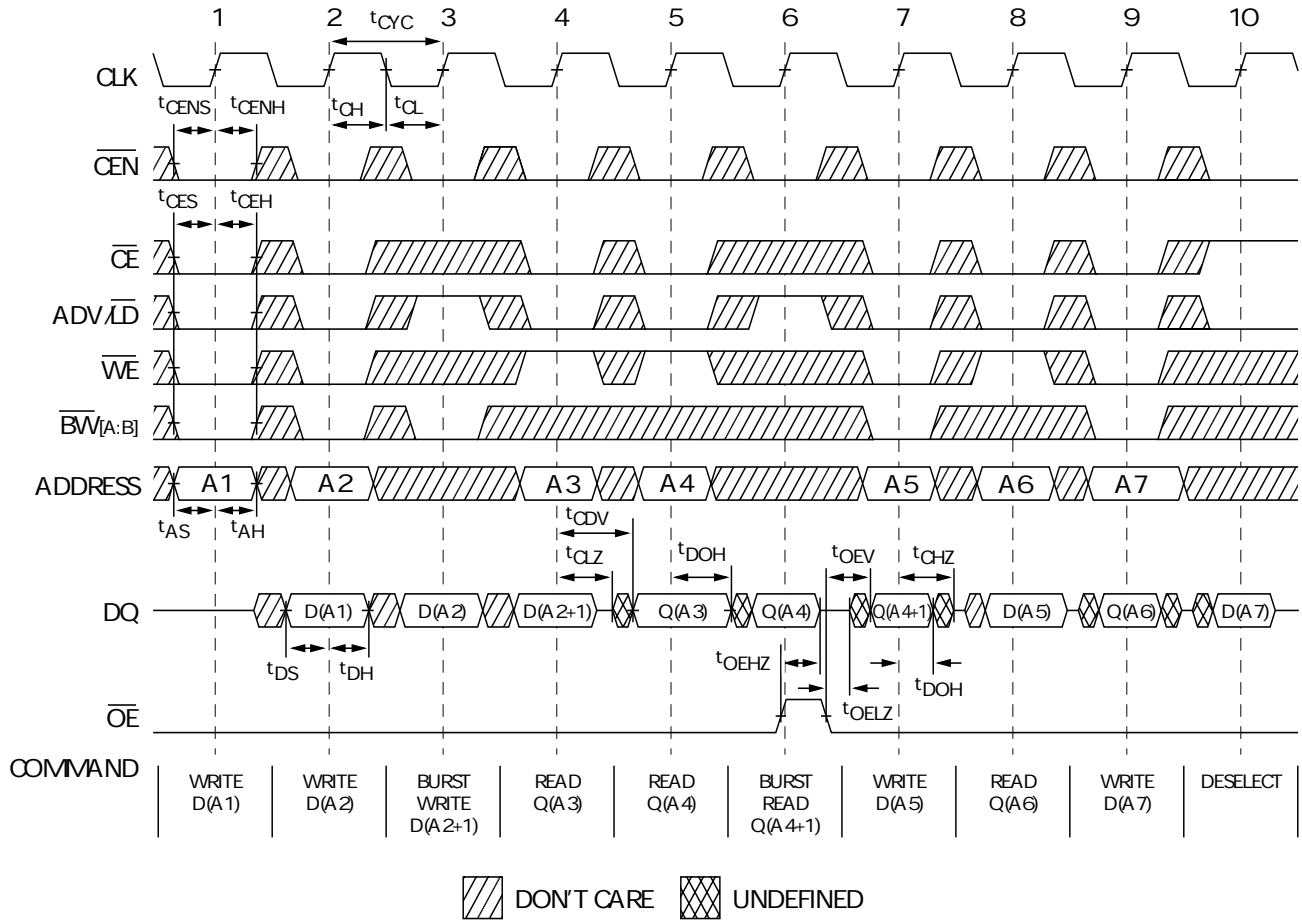 1 2 3 4 5 6 7 8 9 10
tCYC
CLK
tCENS tCENH tCH tCL
CEN
tCES tCEH
CE
ADV/LD
WE
BW[A:B]
ADDRESS A1 A2 A3 A4 A5 A6 A7
tAS tAH tCDV
tCLZ tDOH tOEV tCHZ
DQ D(A1) D(A2) D(A2+1) Q(A3) Q(A4) Q(A4+1) D(A5) Q(A6) D(A7)
tDS tDH tOEHZ tDOH
tOELZ
OE
COMMAND
WRITE D(A1)
WRITE D(A2)
BURST WRITE D(A2+1)
READ Q(A3)
READ Q(A4)
BURST READ Q(A4+1)
WRITE D(A5)
READ Q(A6)
WRITE D(A7)
DESELECT
DON'T CARE UNDEFINED